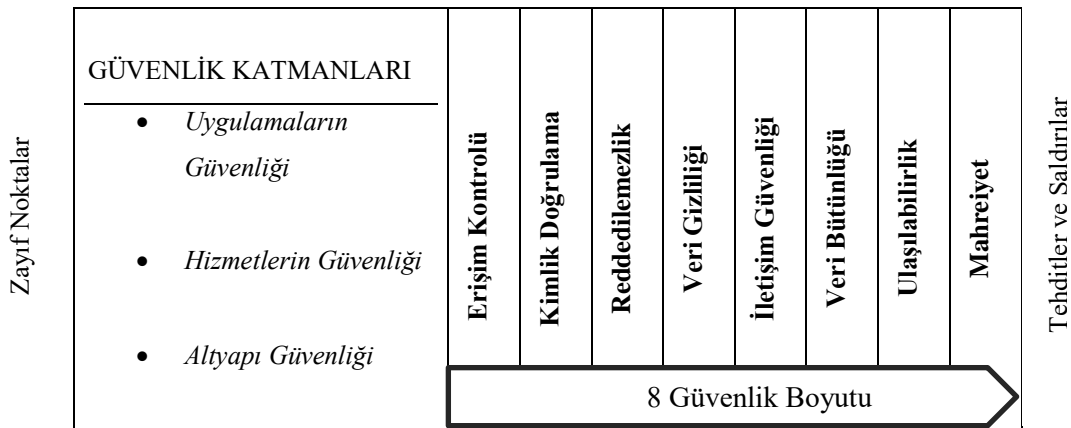 Zayıf Noktalar
GÜVENLİK KATMANLARI
• Uygulamaların
Güvenliği
• Hizmetlerin Güvenliği
• Altyapı Güvenliği
Erişim Kontrolü
Kimlik Doğrulama
Reddedilemezlik
Veri Gizliliği
İletişim Güvenliği
Veri Bütünlüğü
Ulaşılabilirlik
Mahreiyet
8 Güvenlik Boyutu
Tehditler ve Saldırılar